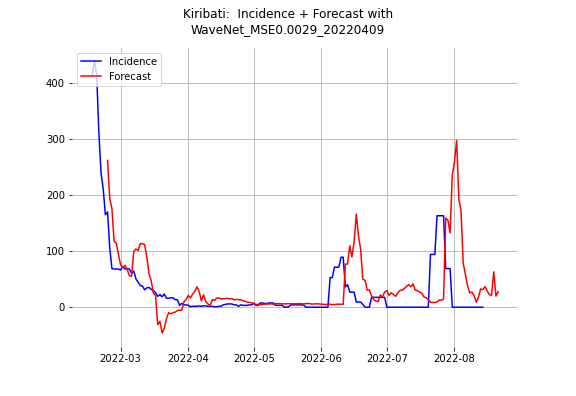 Kiribati:  Incidence + Forecast with
WaveNet_MSE0.0029_20220409
Incidence
Forecast
400
300
200
100
0
2022-03
2022-04
2022-05
2022-06
2022-07
2022-08